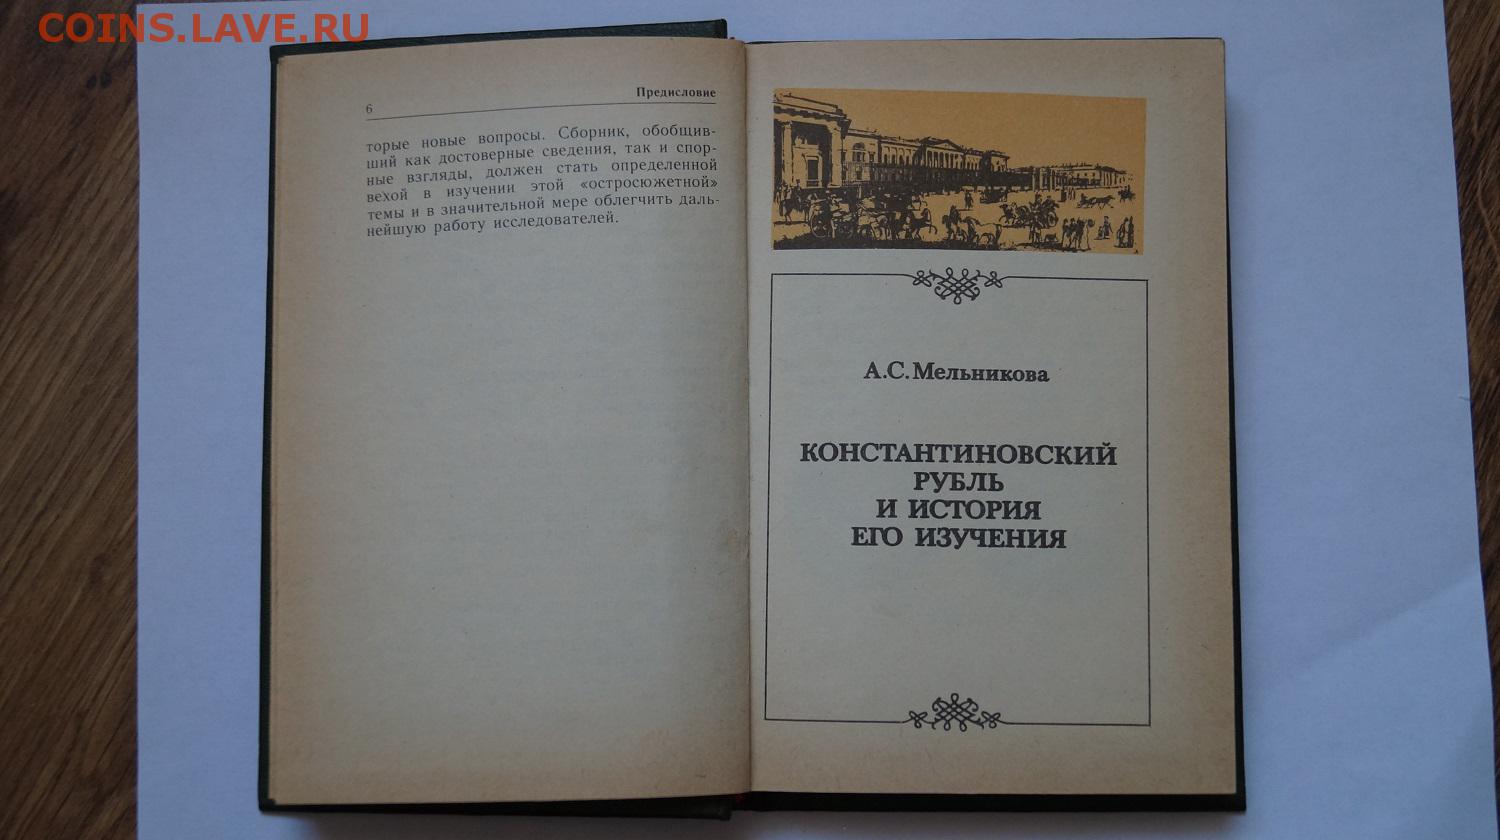 COINS.LAVE.RU
6
Предисловие
торые новые вопросы. Сборник, обобщив-
ший как достоверные сведения, так и спор-
ные взгляды, должен стать определенной
вехой в изучении этой «остросюжетной»
темы и в значительной мере облегчить даль-
нейшую работу исследователей.
А.С.Мельникова
КОНСТАНТИНОВСКИЙ
РУБЛЬ
И ИСТОРИЯ
ЕГО ИЗУЧЕНИЯ